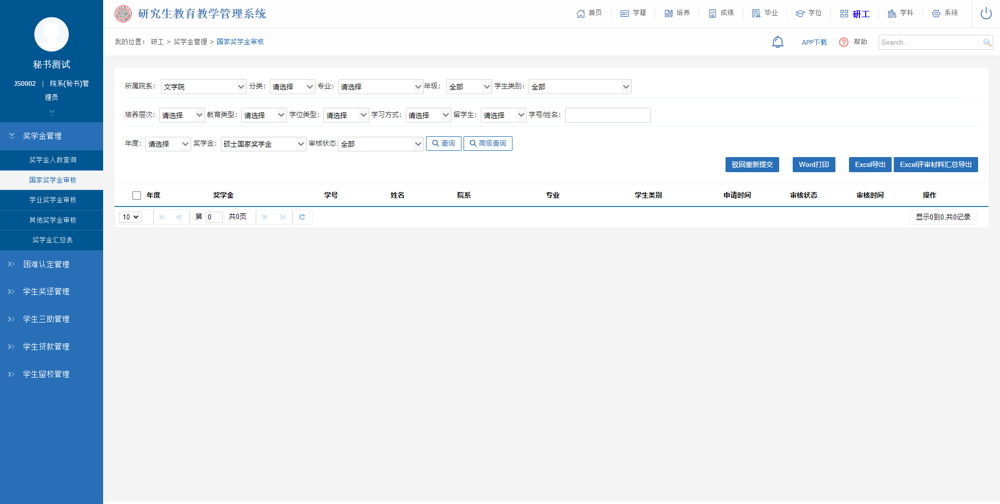 研究生教育教学管理系统
首页 学籍 培养 成绩 毕业 学位 研工 学科 系统
我的位置： 研工 > 奖学金管理 > 国家奖学金审核
APP下载 帮助 Search...
秘书测试
JS0002 | 院系(秘书)管
理员
奖学金管理
奖学金人数查询
国家奖学金审核
学业奖学金审核
其他奖学金审核
奖学金汇总表
困难认定管理
学生奖惩管理
学生三助管理
学生贷款管理
学生留校管理
所属院系： 文学院 分类： 请选择 专业： 请选择 年级： 全部 学生类别： 全部
培养层次： 请选择 教育类型： 请选择 学位类型： 请选择 学习方式： 请选择 留学生： 请选择 学号/姓名：
年度： 请选择 奖学金： 硕士国家奖学金 审核状态: 全部 查询 高级查询
驳回重新提交 Word打印 Excel导出 Excel评审材料汇总导出
年度 奖学金 学号 姓名 院系 专业 学生类别 申请时间 审核状态 审核时间 操作
10 第 0 共0页 显示0到0,共0记录